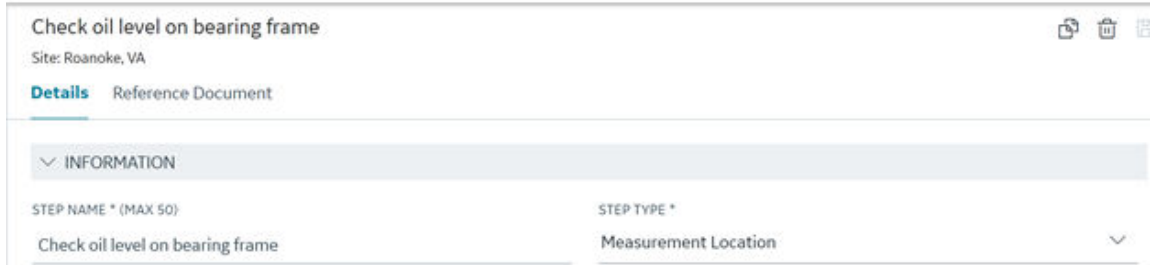 Check oil level on bearing frame
Site: Roanoke, VA
Details Reference Document
INFORMATION
STEP NAME * (MAX 50) STEP TYPE *
Check oil level on bearing frame Measurement Location